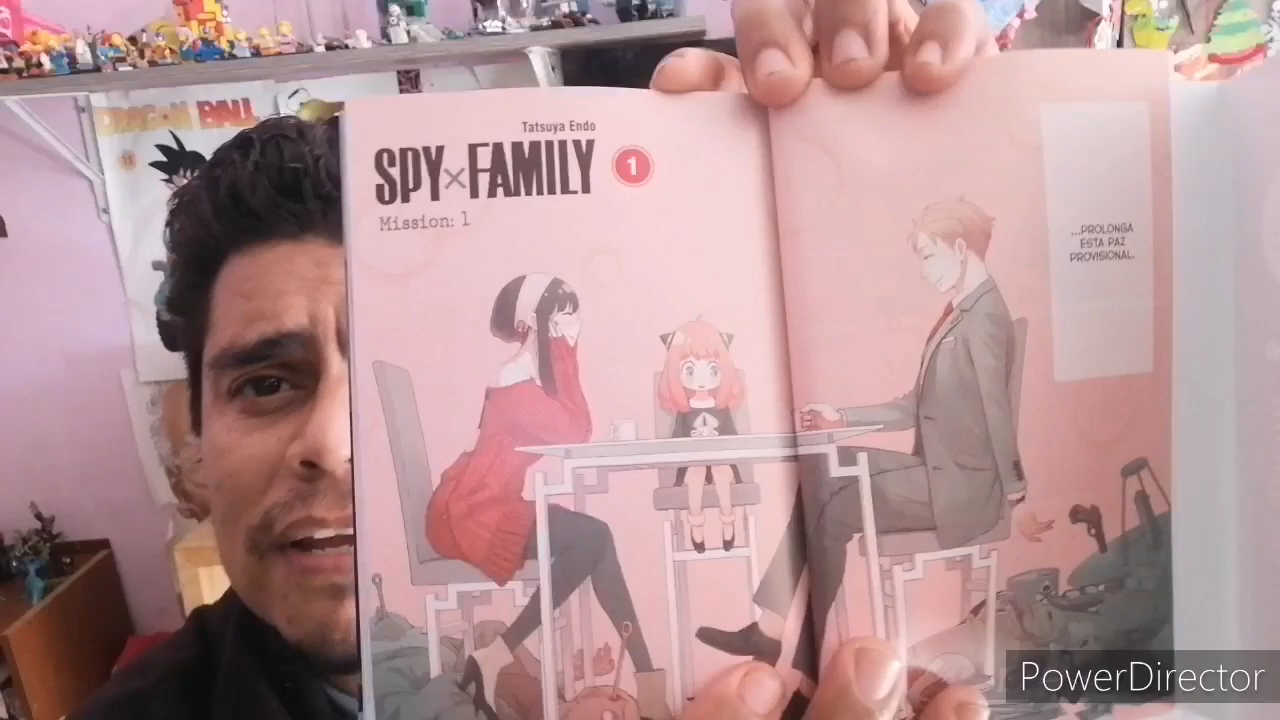 DRAGON BALL
Tatsuya Endo
SPY×FAMILY
1
Mission: 1
...PROLONGA
ESTA PAZ
PROVISIONAL.
PowerDirector